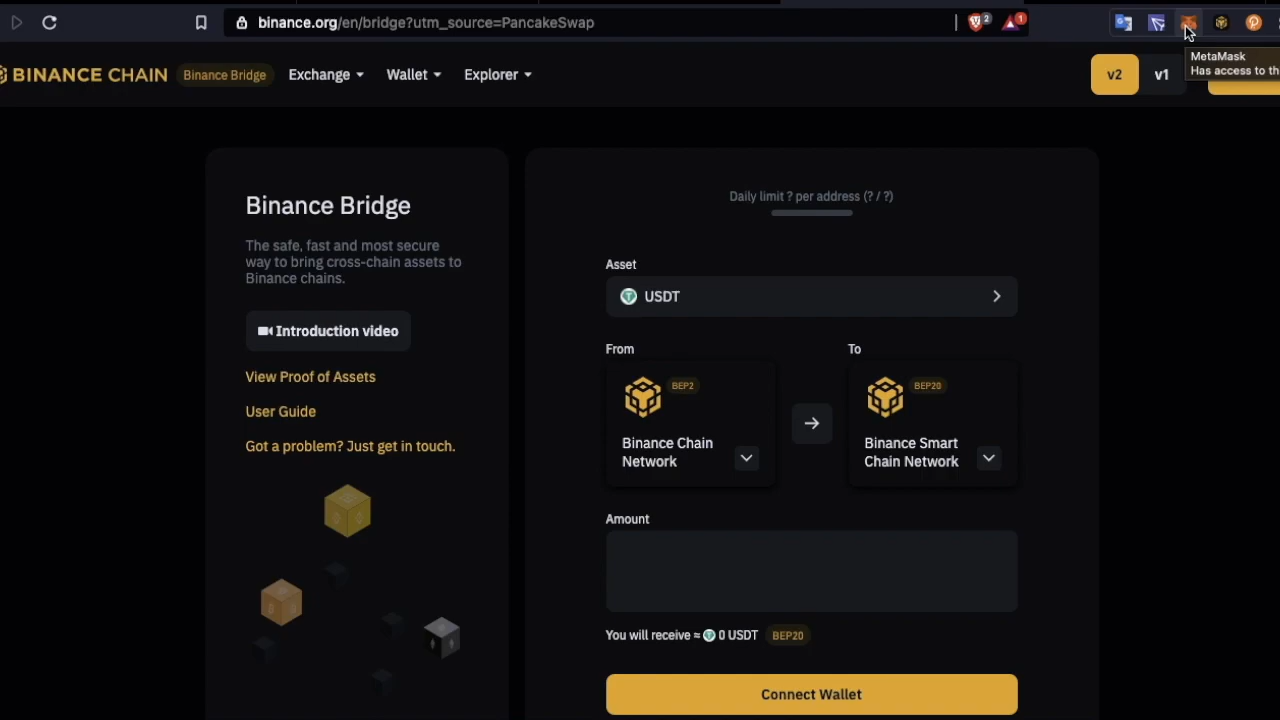 binance.org/en/bridge?utm_source=PancakeSwap
2
1
MetaMask
Has access to th
BINANCE CHAIN
Binance Bridge
Exchange
Wallet
Explorer
v2
v1
Binance Bridge
The safe, fast and most secure
way to bring cross-chain assets to
Binance chains.
Introduction video
View Proof of Assets
User Guide
Got a problem? Just get in touch.
Daily limit ? per address (? / ?)
Asset
USDT
From
BEP2
Binance Chain
Network
To
BEP20
Binance Smart
Chain Network
Amount
You will receive ≈ 0 USDT BEP20
Connect Wallet